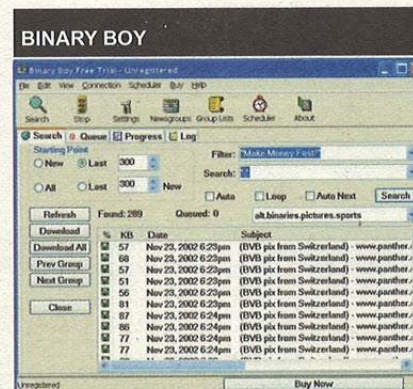 BINARY BOY
Binary Boy Free Trial - Unregistered
File Edit View Connection Scheduler Buy Help
Search Stop Settings Newsgroups Group Lists Scheduler About
Search Queue Progress Log
Starting Point
New Last 300
All Last 300 New
Filter: "Make Money Fast!"
Search:
Auto Loop Auto Next Search
Refresh Found: 289 Queued: 0 alt.binaries.pictures.sports
Download
Download All
Prev Group
Next Group
Close
% KB Date Subject
57 Nov 23, 2002 6:23pm (BVB pix from Switzerland) - www.panther.
68 Nov 23, 2002 6:23pm (BVB pix from Switzerland) - www.panther.
57 Nov 23, 2002 6:23pm (BVB pix from Switzerland) - www.panther.
51 Nov 23, 2002 6:23pm (BVB pix from Switzerland) - www.panther.
56 Nov 23, 2002 6:23pm (BVB pix from Switzerland) - www.panther.
81 Nov 23, 2002 6:23pm (BVB pix from Switzerland) - www.panther.
87 Nov 23, 2002 6:24pm (BVB pix from Switzerland) - www.panther.
86 Nov 23, 2002 6:24pm (BVB pix from Switzerland) - www.panther.
77 Nov 23, 2002 6:24pm (BVB pix from Switzerland) - www.panther.
77 Nov 23, 2002 6:24pm (BVB pix from Switzerland) - www.panther.
Unregistered Buy Now